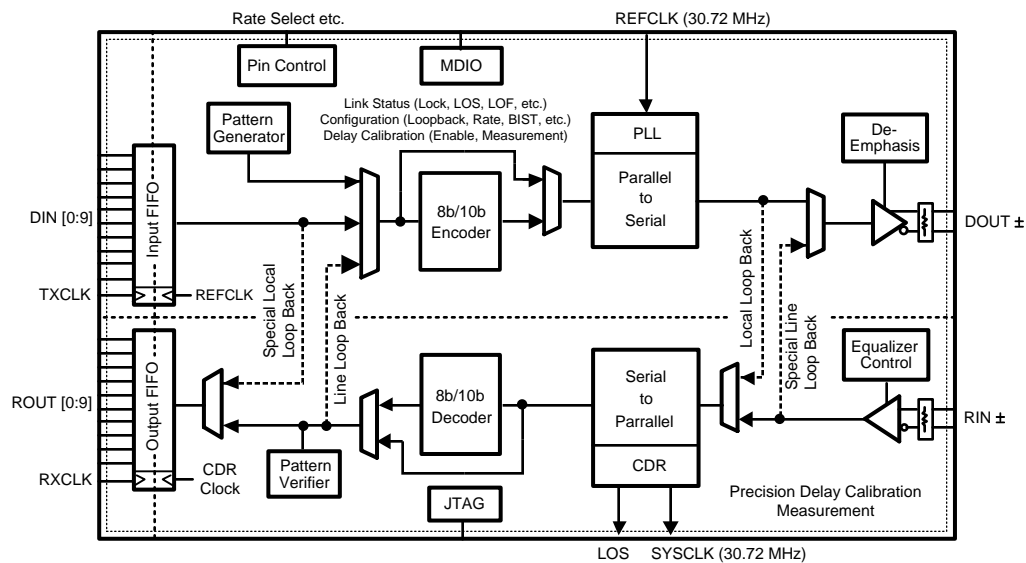 Rate Select etc.
REFCLK (30.72 MHz)
Pin Control
MDIO
Link Status (Lock, LOS, LOF, etc.)
Configuration (Loopback, Rate, BIST, etc.)
Delay Calibration (Enable, Measurement)
Pattern
Generator
PLL
Parallel
to
Serial
De-
Emphasis
DIN [0:9]
Input FIFO
8b/10b
Encoder
DOUT ±
TXCLK
REFCLK
Special Local
Loop Back
Line Loop Back
Local Loop Back
Special Line
Loop Back
Equalizer
Control
ROUT [0:9]
Output FIFO
8b/10b
Decoder
Serial
to
Parrallel
RIN ±
RXCLK
CDR
Clock
Pattern
Verifier
CDR
JTAG
Precision Delay Calibration
Measurement
LOS
SYSCLK (30.72 MHz)